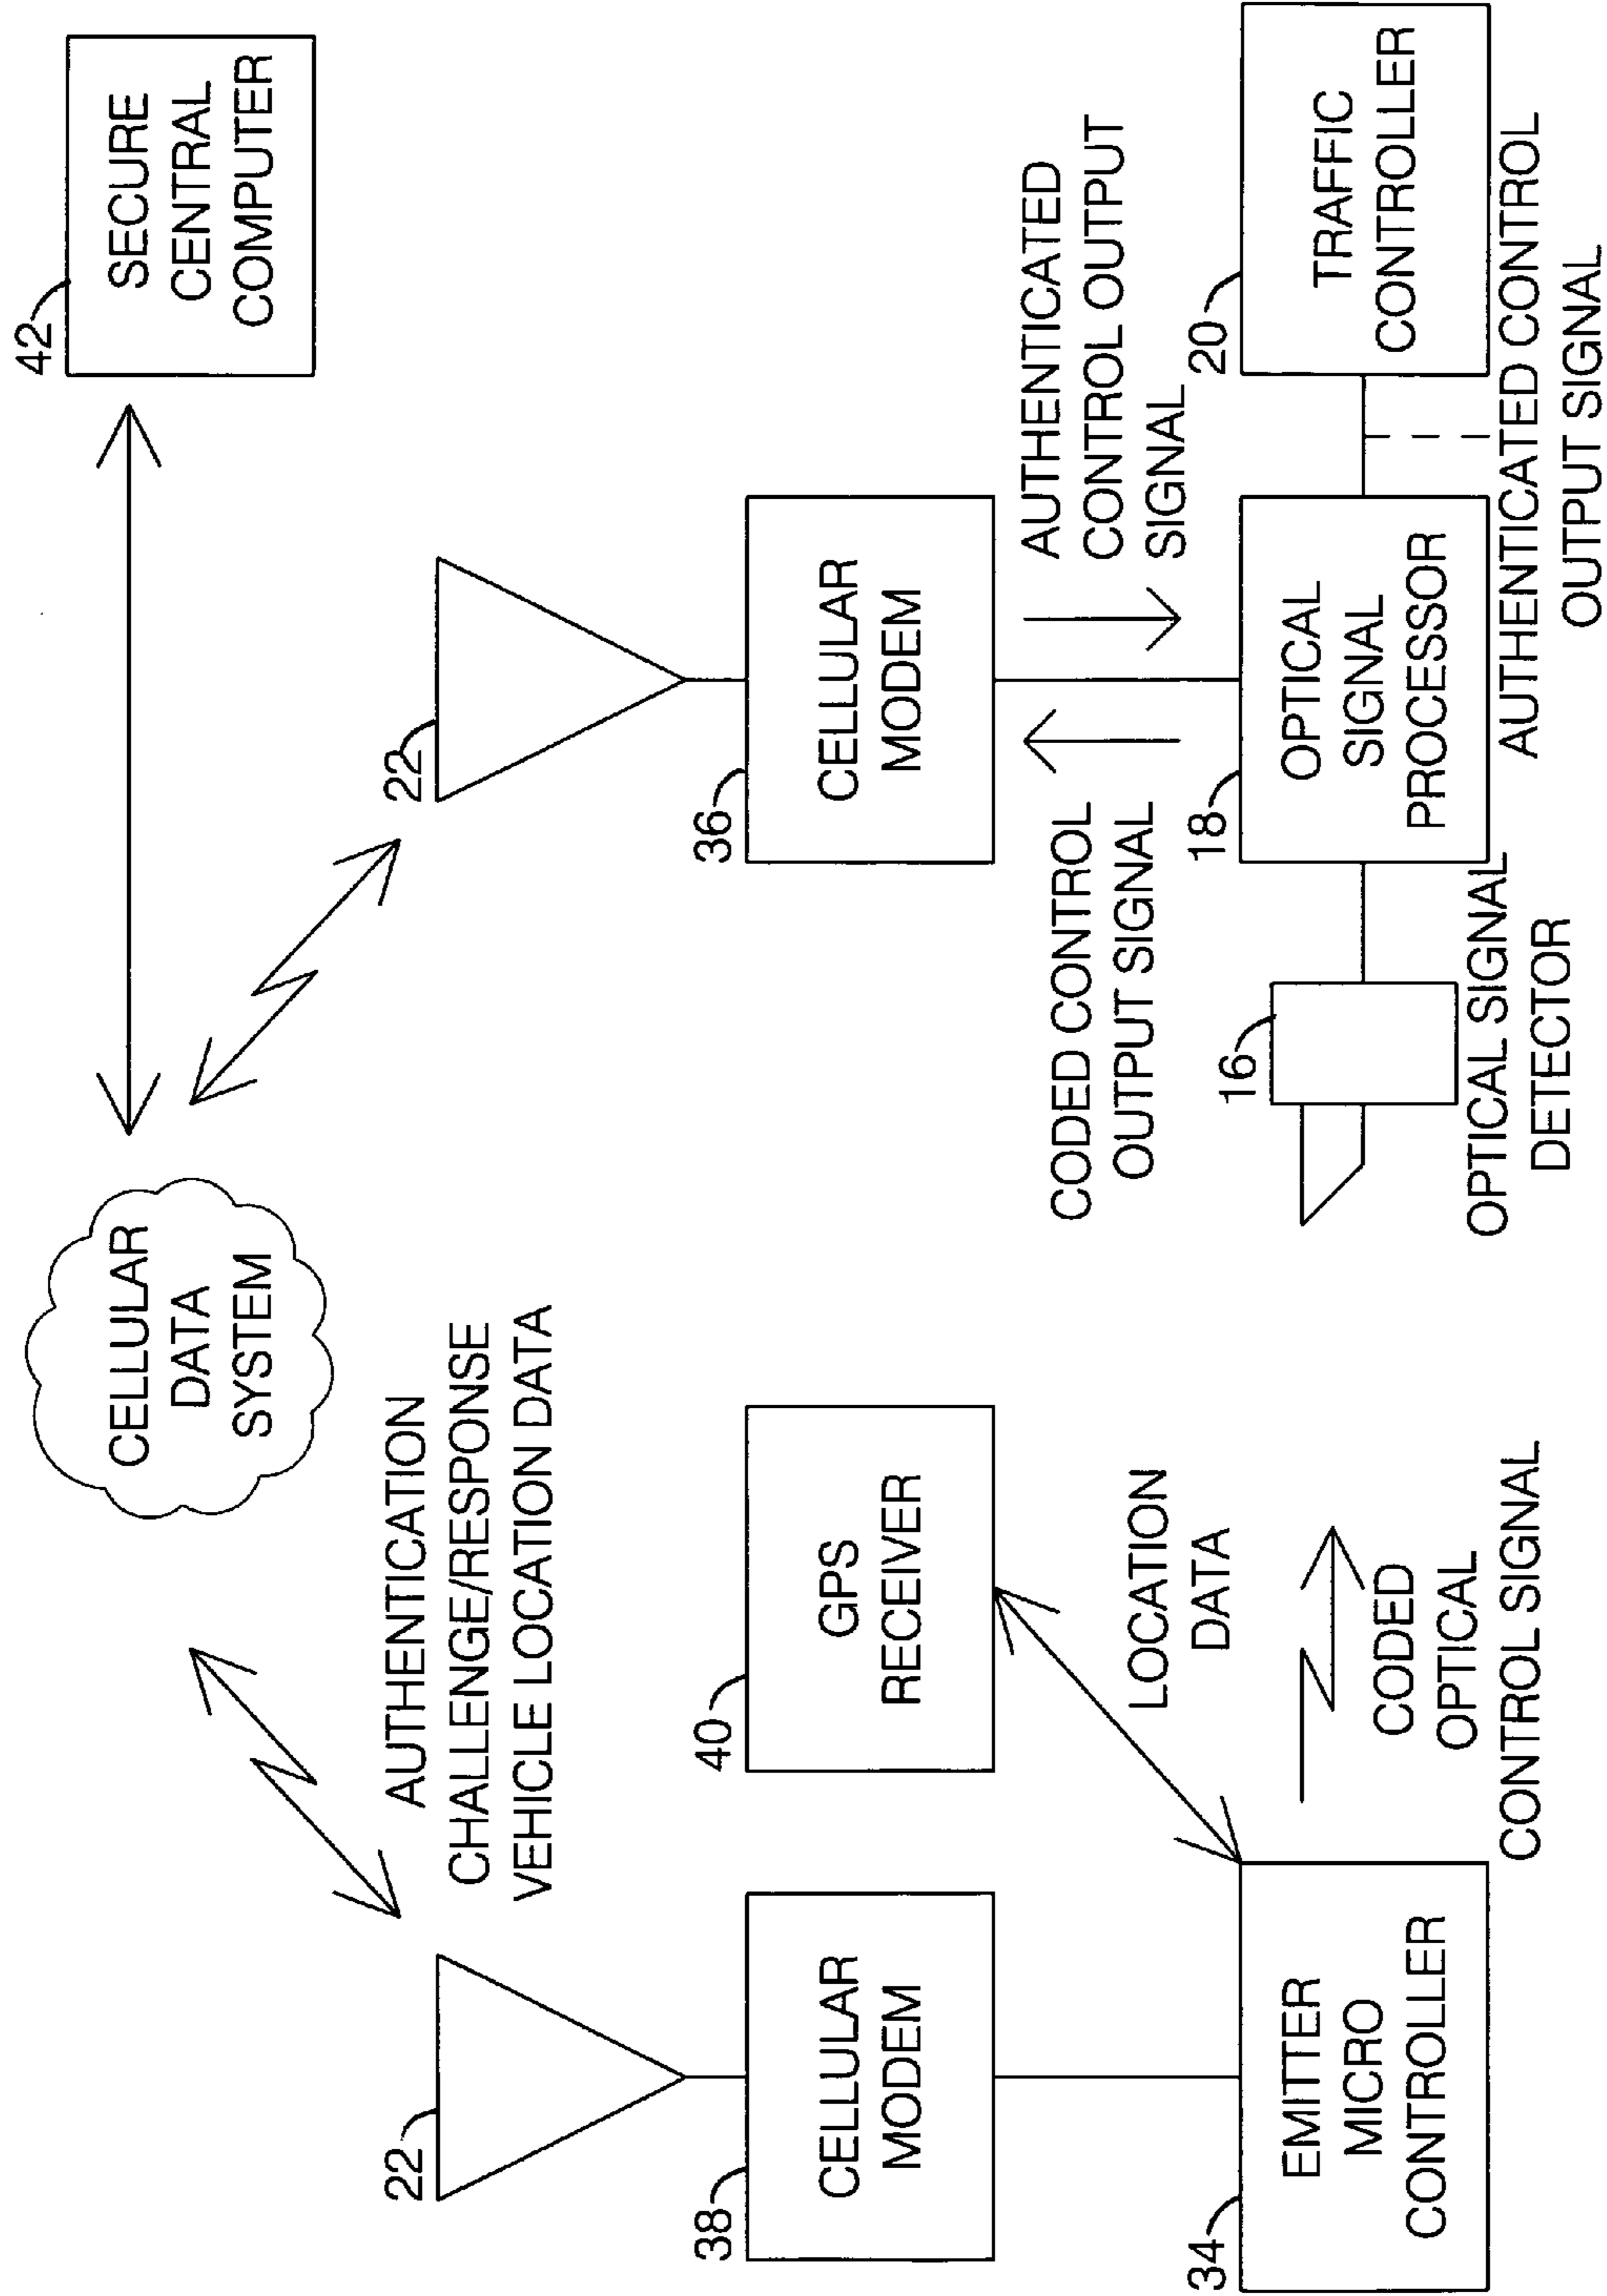 42
SECURE
CENTRAL
COMPUTER
CELLULAR
DATA
SYSTEM
AUTHENTICATION
CHALLENGE/RESPONSE
VEHICLE LOCATION DATA
22
38
CELLULAR
MODEM
40
GPS
RECEIVER
LOCATION
DATA
34
EMITTER
MICRO
CONTROLLER
CODED
OPTICAL
CONTROL SIGNAL
22
36
CELLULAR
MODEM
CODED CONTROL
OUTPUT SIGNAL
AUTHENTICATED
CONTROL OUTPUT
SIGNAL
16
OPTICAL SIGNAL
DETECTOR
18
OPTICAL
SIGNAL
PROCESSOR
20
TRAFFIC
CONTROLLER
AUTHENTICATED CONTROL
OUTPUT SIGNAL